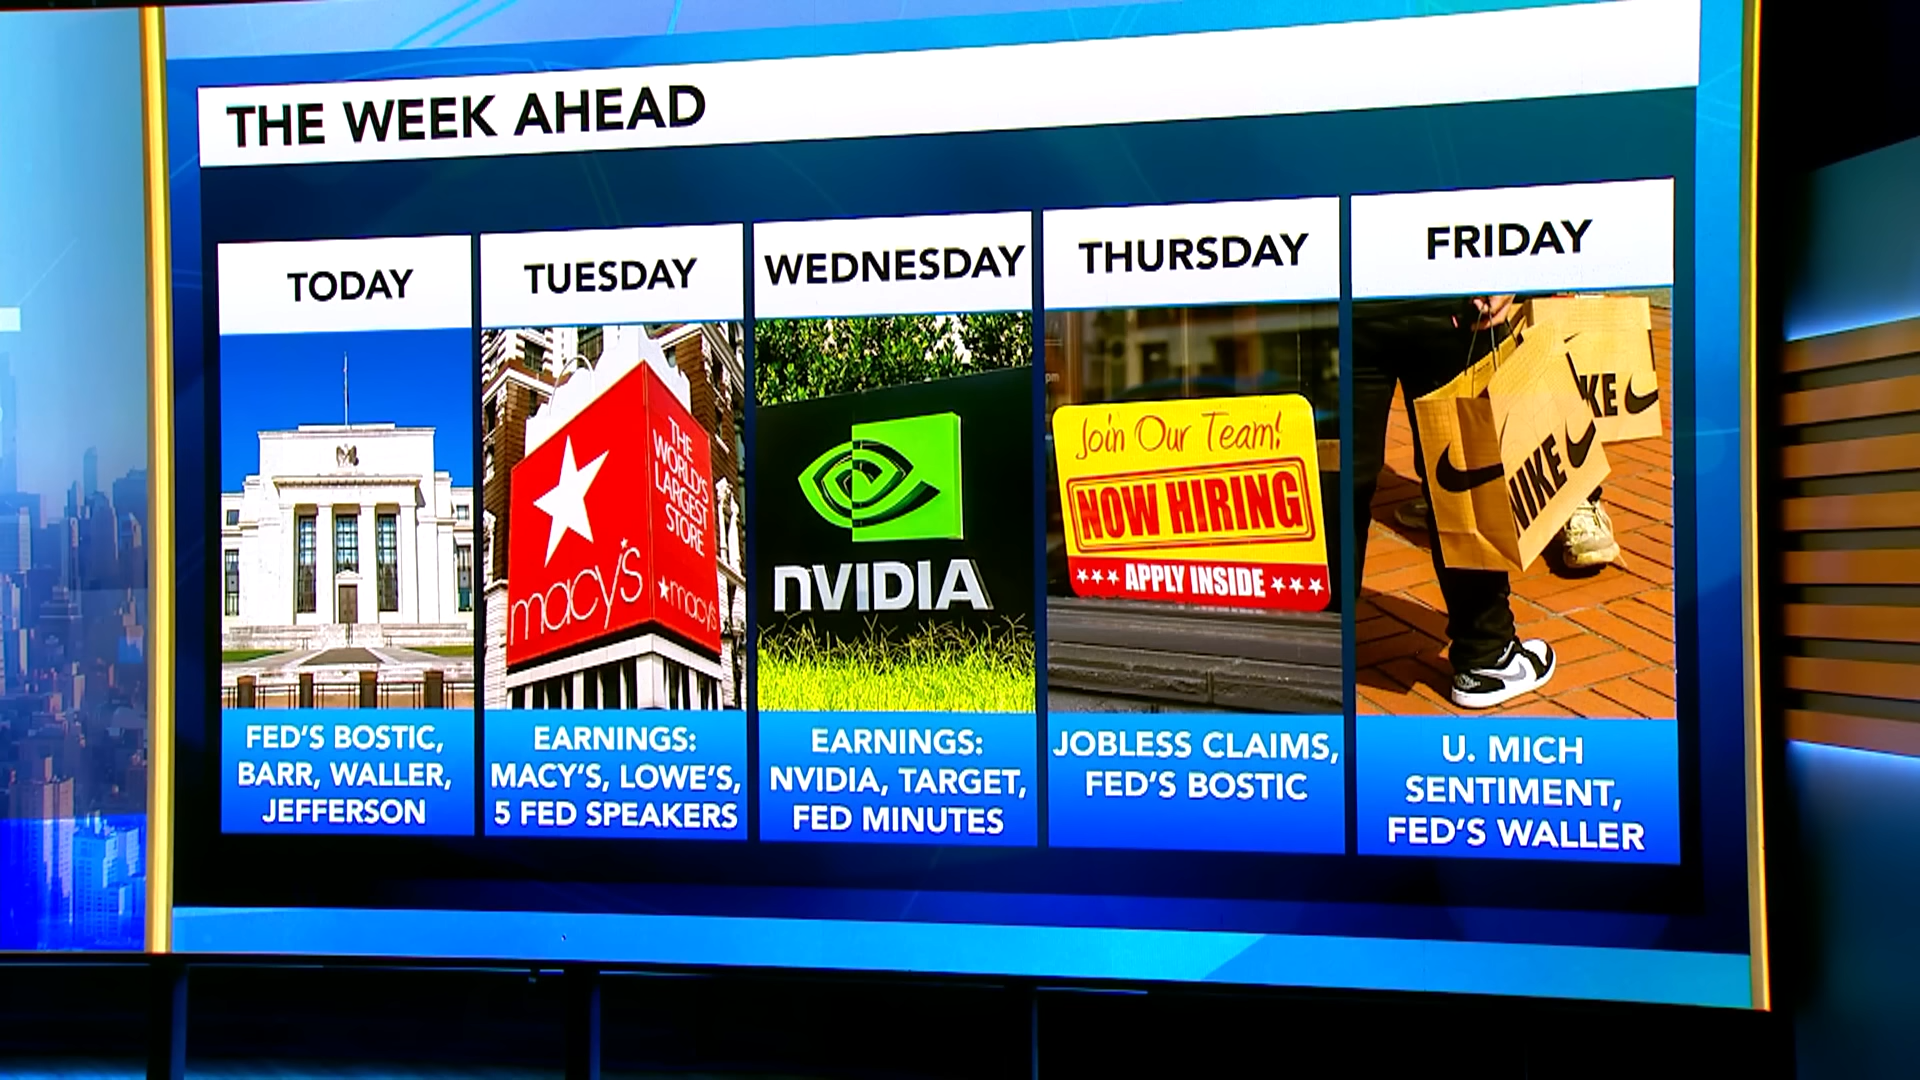 THE WEEK AHEAD
TODAY
FED'S BOSTIC,
BARR, WALLER,
JEFFERSON
TUESDAY
THE
WORLD'S
LARGEST
STORE
macy's
macy's
EARNINGS:
MACY'S, LOWE'S,
5 FED SPEAKERS
WEDNESDAY
NVIDIA
EARNINGS:
NVIDIA, TARGET,
FED MINUTES
THURSDAY
pm
Join Our Team!
NOW HIRING
APPLY INSIDE
JOBLESS CLAIMS,
FED'S BOSTIC
FRIDAY
NIKE
KE
U. MICH
SENTIMENT,
FED'S WALLER